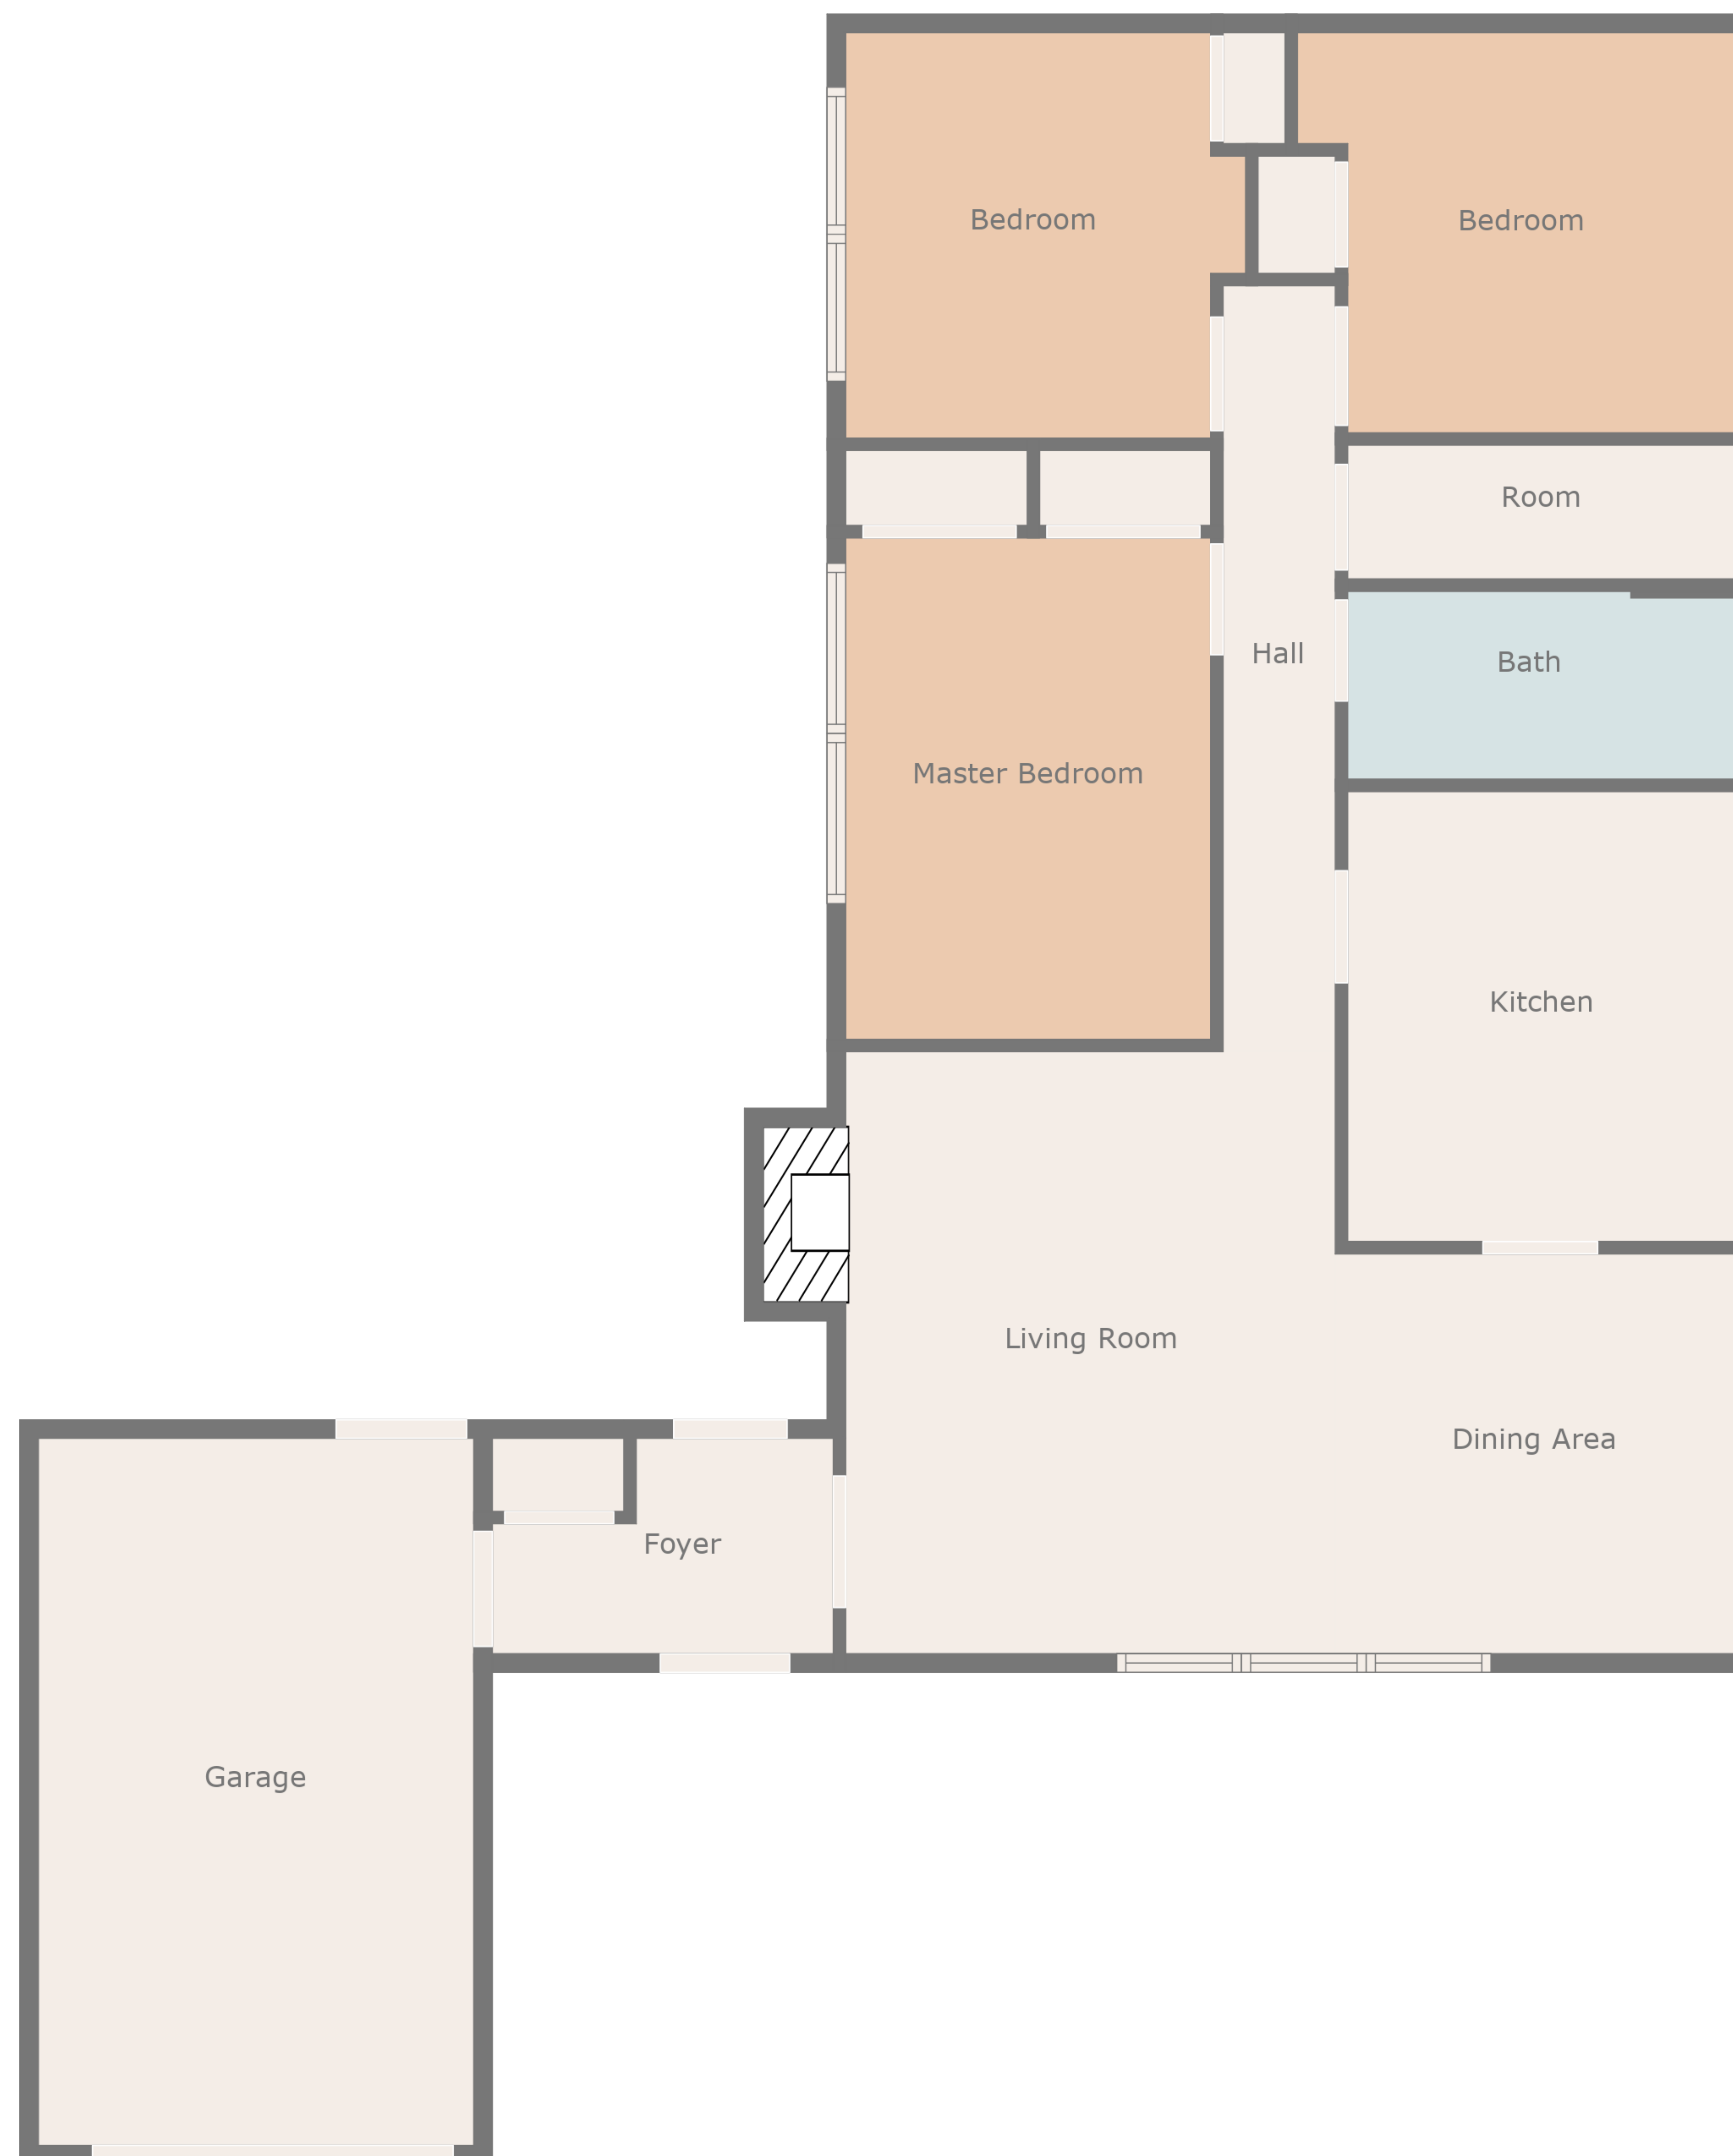 Bedroom
Bedroom
Room
Hall
Bath
Master Bedroom
Kitchen
Living Room
Dining Area
Foyer
Garage